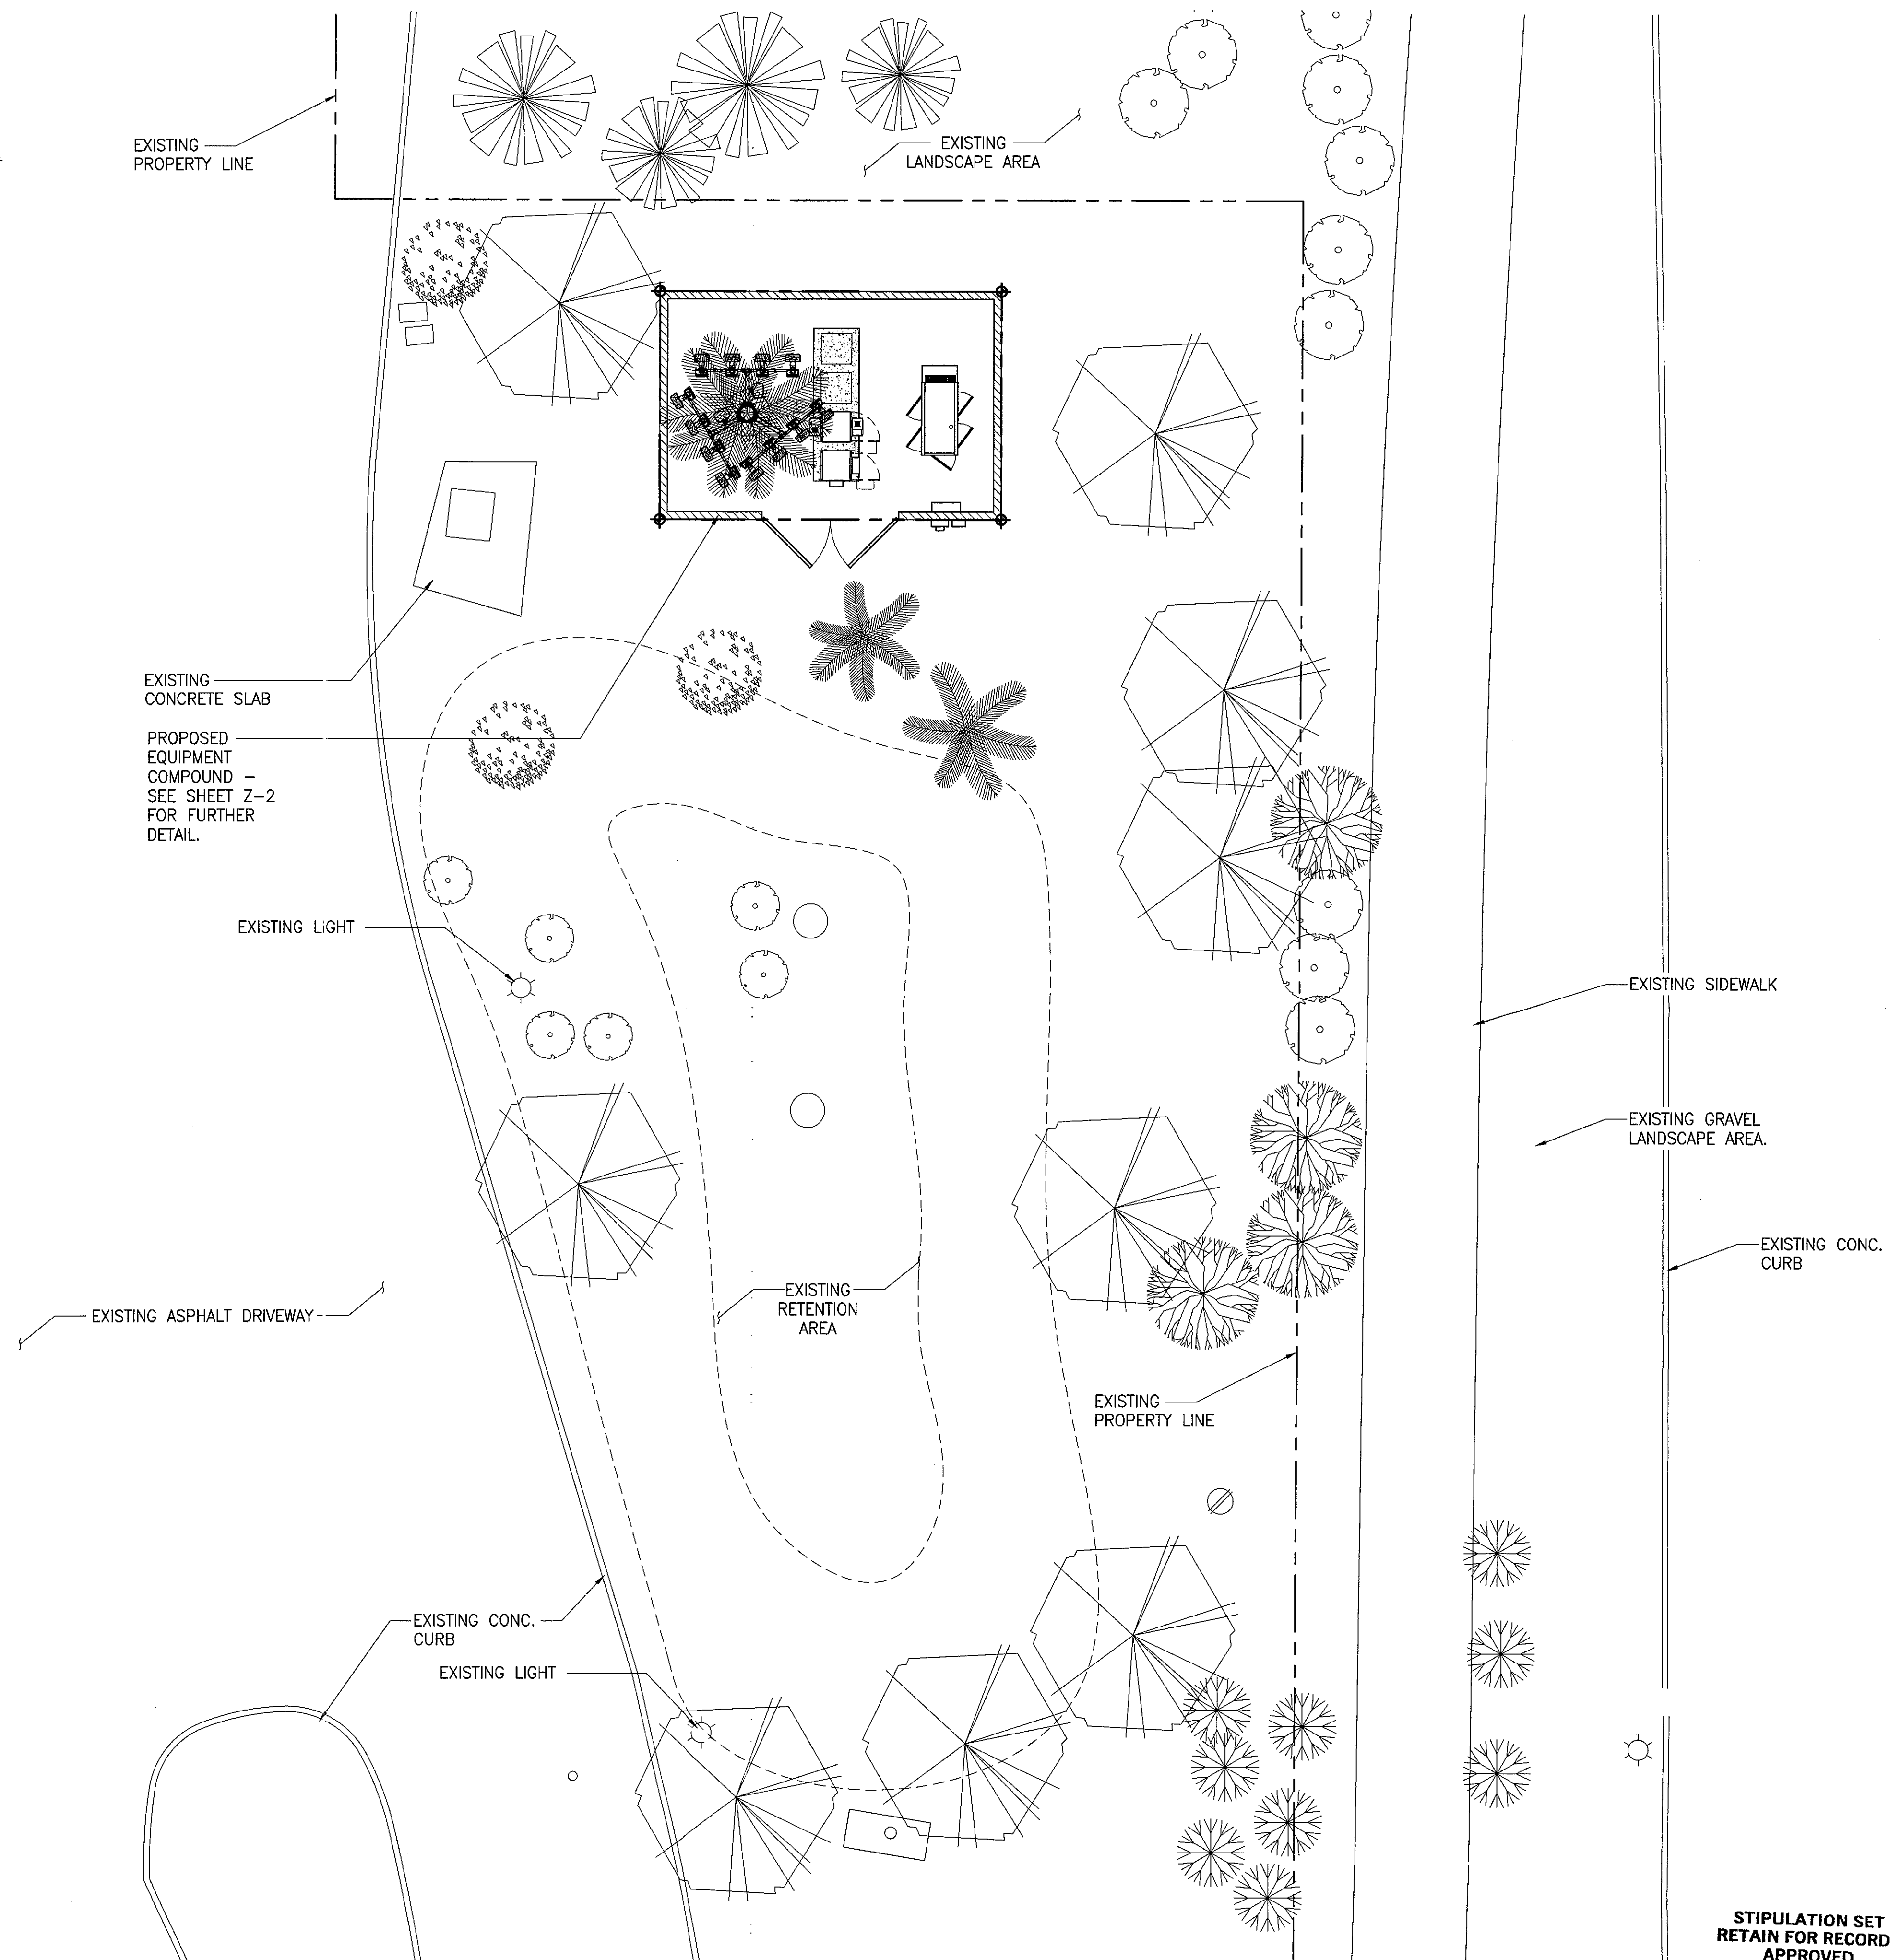 EXISTING
PROPERTY LINE
EXISTING
LANDSCAPE AREA
EXISTING
CONCRETE SLAB
PROPOSED
EQUIPMENT
COMPOUND –
SEE SHEET Z–2
FOR FURTHER
DETAIL.
EXISTING LIGHT
EXISTING SIDEWALK
EXISTING GRAVEL
LANDSCAPE AREA.
EXISTING CONC.
CURB
EXISTING ASPHALT DRIVEWAY
EXISTING
RETENTION
AREA
EXISTING
PROPERTY LINE
EXISTING CONC.
CURB
EXISTING LIGHT
STIPULATION SET
RETAIN FOR RECORD
APPROVED